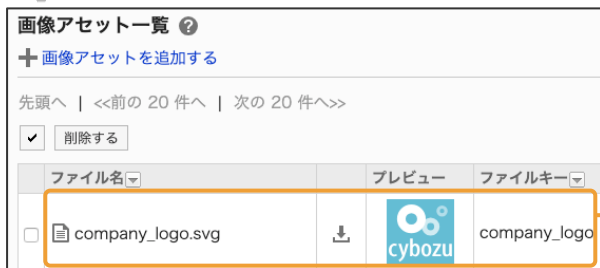 画像アセット一覧 ?
画像アセットを追加する
先頭へ | <<前の 20 件へ | 次の 20 件へ>>
削除する
ファイル名 プレビュー ファイルキー
company_logo.svg cybozu company_logo